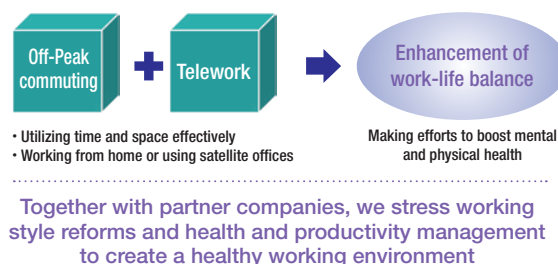 Off-Peak
commuting
Telework
Enhancement of
work-life balance
• Utilizing time and space effectively
• Working from home or using satellite offices
Making efforts to boost mental
and physical health
Together with partner companies, we stress working
style reforms and health and productivity management
to create a healthy working environment